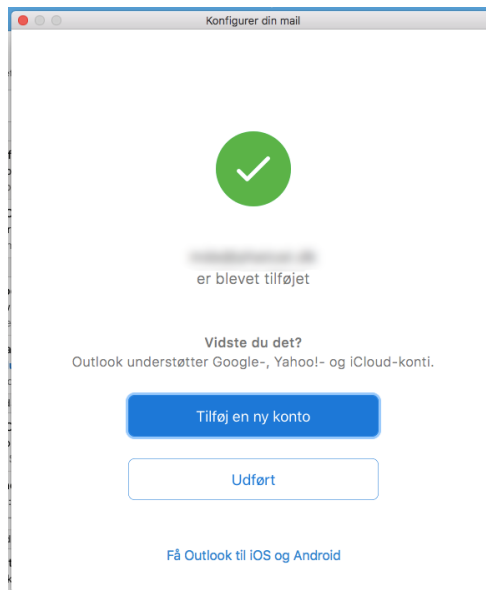 Konfigurer din mail
er blevet tilføjet
Vidste du det?
Outlook understøtter Google-, Yahoo!- og iCloud-konti.
Tilføj en ny konto
Udført
Få Outlook til iOS og Android